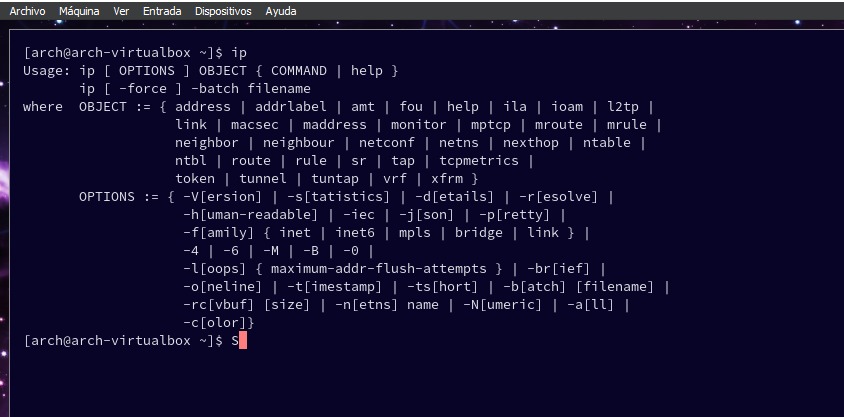 Archivo Máquina Ver Entrada Dispositivos Ayuda
[arch@arch-virtualbox ~]$ ip
Usage: ip [ OPTIONS ] OBJECT { COMMAND | help }
       ip [ -force ] -batch filename
where  OBJECT := { address | addrlabel | amt | fou | help | ila | ioam | l2tp |
                   link | macsec | maddress | monitor | mptcp | mroute | mrule |
                   neighbor | neighbour | netconf | netns | nexthop | ntable |
                   ntbl | route | rule | sr | tap | tcpmetrics |
                   token | tunnel | tuntap | vrf | xfrm }
       OPTIONS := { -V[ersion] | -s[tatistics] | -d[etails] | -r[esolve] |
                    -h[uman-readable] | -iec | -j[son] | -p[retty] |
                    -f[amily] { inet | inet6 | mpls | bridge | link } |
                    -4 | -6 | -M | -B | -0 |
                    -l[oops] { maximum-addr-flush-attempts } | -br[ief] |
                    -o[neline] | -t[imestamp] | -ts[hort] | -b[atch] [filename] |
                    -rc[vbuf] [size] | -n[etns] name | -N[umeric] | -a[ll] |
                    -c[olor]}
[arch@arch-virtualbox ~]$ S